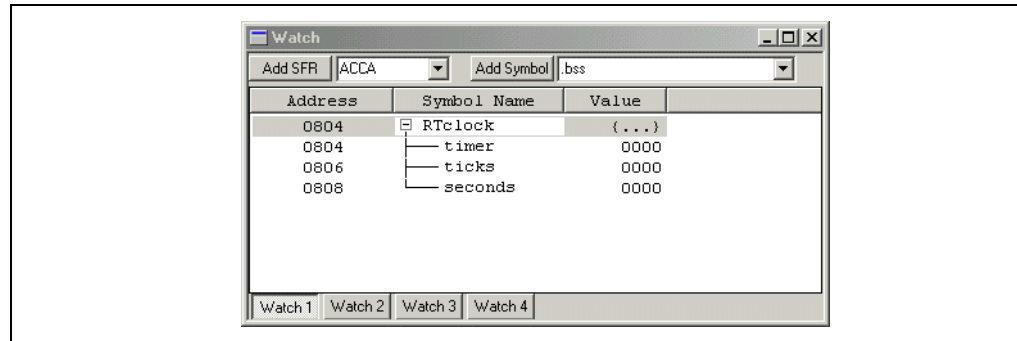 Watch
Add SFR ACCA Add Symbol .bss
Address Symbol Name Value
0804 RTclock {...}
0804 timer 0000
0806 ticks 0000
0808 seconds 0000
Watch 1 Watch 2 Watch 3 Watch 4